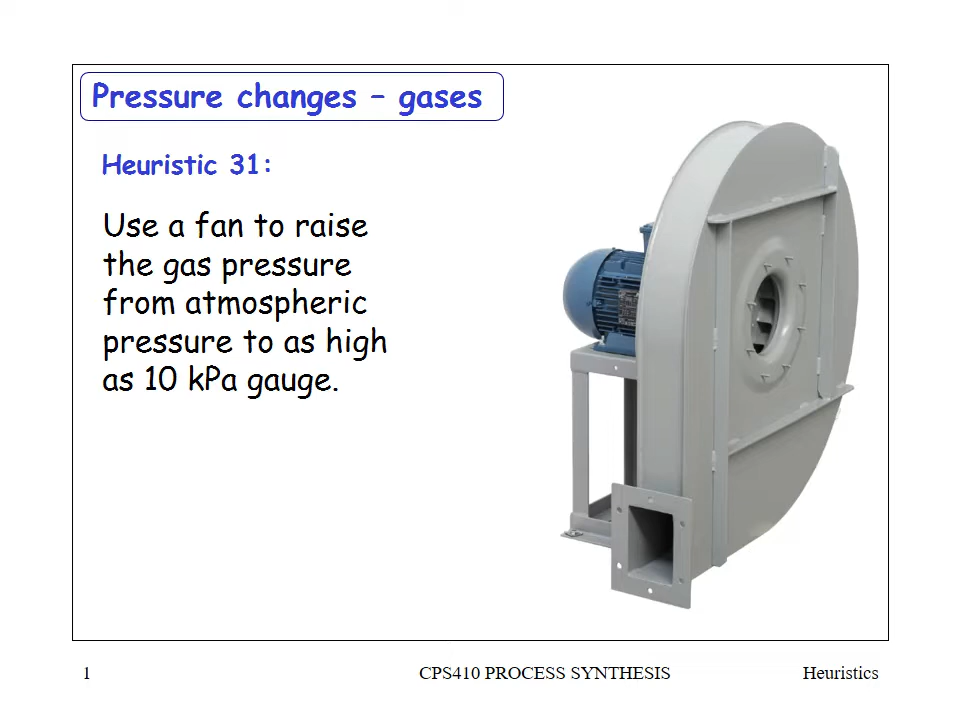 Pressure changes – gases
Heuristic 31:
Use a fan to raise
the gas pressure
from atmospheric
pressure to as high
as 10 kPa gauge.
1 CPS410 PROCESS SYNTHESIS Heuristics